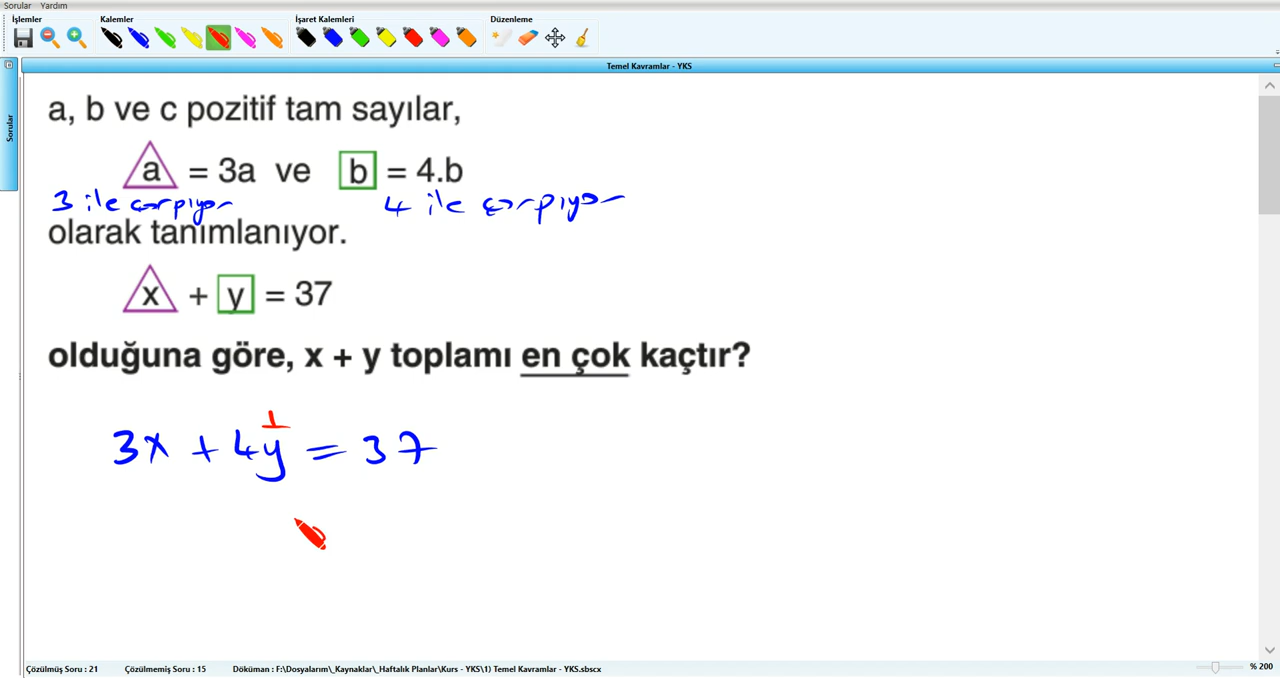 Sorular Yardım
İşlemler Kalemler İşaret Kalemleri Düzenleme
Temel Kavramlar - YKS
Sorular
a, b ve c pozitif tam sayılar,
a = 3a ve b = 4.b
3 ile çarpıyor 4 ile çarpıyor
olarak tanımlanıyor.
x + y = 37
olduğuna göre, x + y toplamı en çok kaçtır?
1
3x + 4y = 37
Çözülmüş Soru : 21 Çözülmemiş Soru : 15 Döküman : F:\Dosyalarım\_Kaynaklar\_Haftalık Planlar\Kurs - YKS\1) Temel Kavramlar - YKS.sbscx % 200